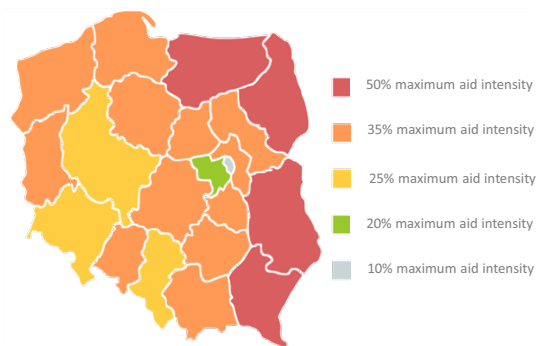 50% maximum aid intensity
35% maximum aid intensity
25% maximum aid intensity
20% maximum aid intensity
10% maximum aid intensity